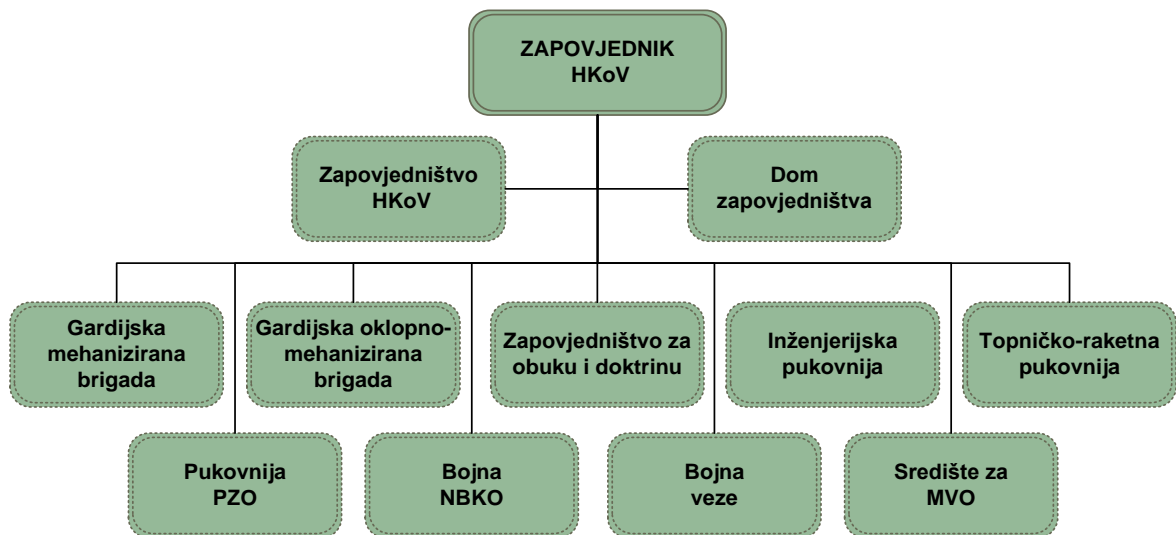 ZAPOVJEDNIK
HKoV
Zapovjedništvo
HKoV
Dom
zapovjedništva
Gardijska
mehanizirana
brigada
Gardijska oklopno-
mehanizirana
brigada
Zapovjedništvo za
obuku i doktrinu
Inženjerijska
pukovnija
Topničko-raketna
pukovnija
Pukovnija
PZO
Bojna
NBKO
Bojna
veze
Središte za
MVO